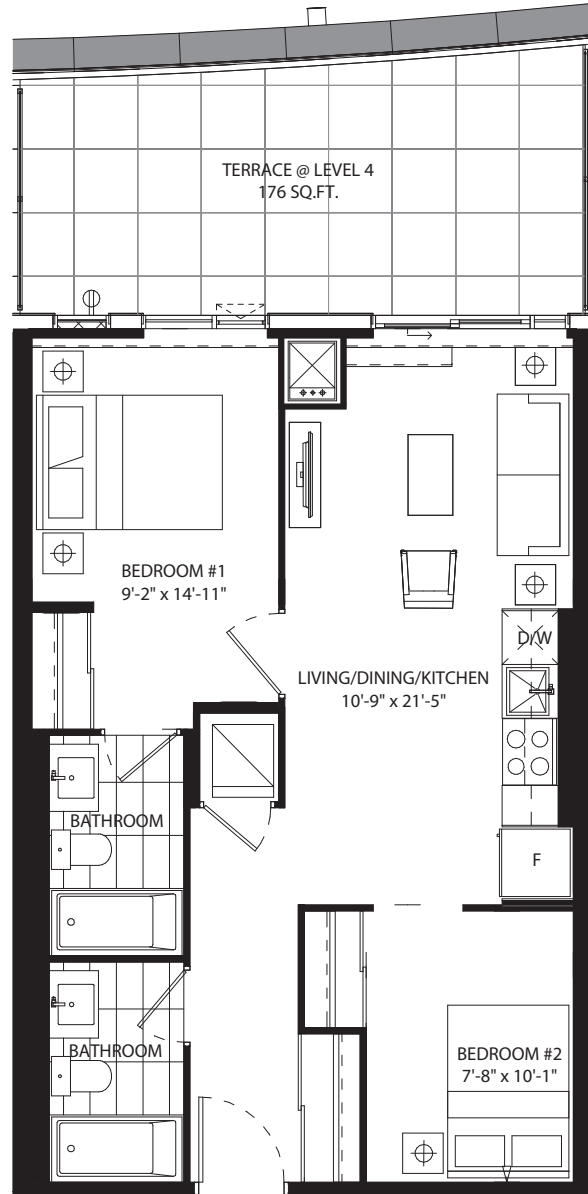 TERRACE @ LEVEL 4
176 SQ.FT.
BEDROOM #1
9'-2" x 14'-11"
D/W
LIVING/DINING/KITCHEN
10'-9" x 21'-5"
BATHROOM
F
BATHROOM
BEDROOM #2
7'-8" x 10'-1"